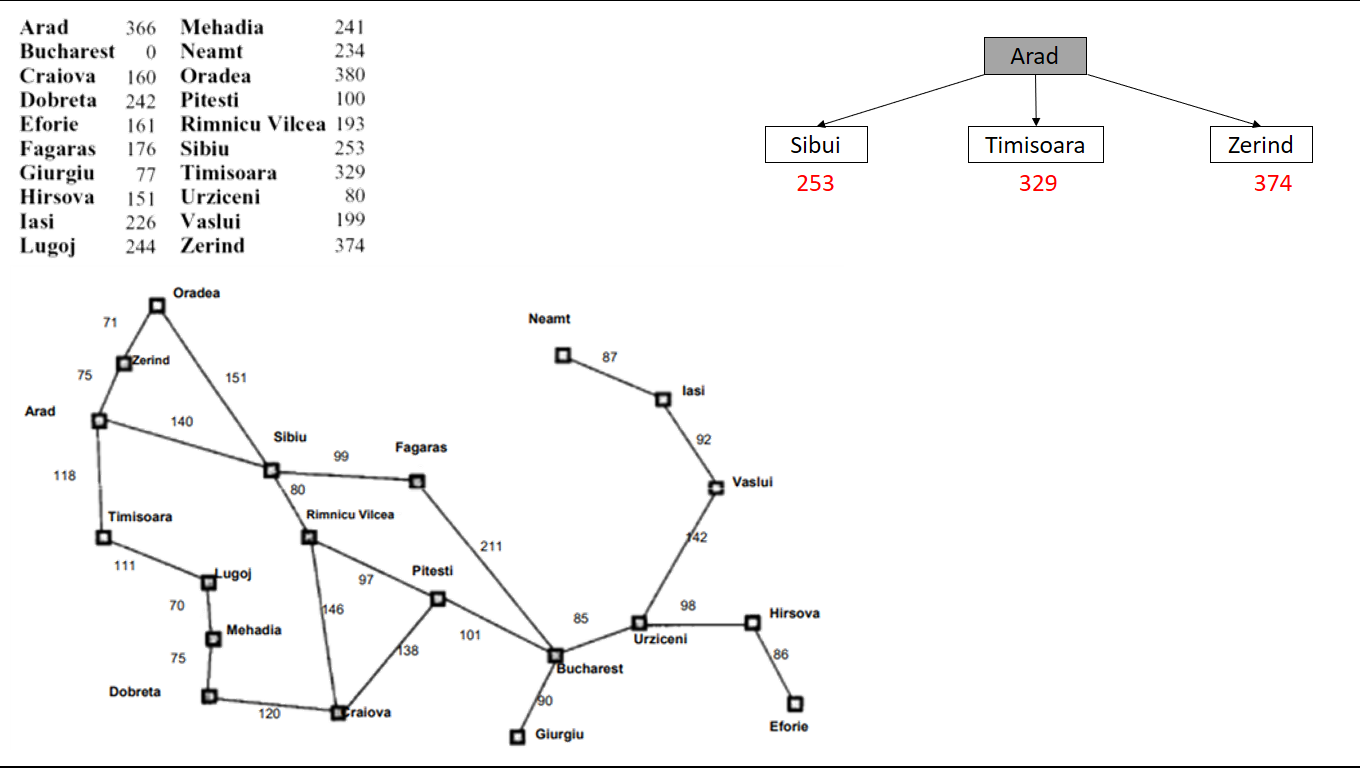 Arad 366 Mehadia 241
Bucharest 0 Neamt 234
Craiova 160 Oradea 380
Dobreta 242 Pitesti 100
Eforie 161 Rimnicu Vilcea 193
Fagaras 176 Sibiu 253
Giurgiu 77 Timisoara 329
Hirsova 151 Urziceni 80
Iasi 226 Vaslui 199
Lugoj 244 Zerind 374
Arad
Sibui Timisoara Zerind
253 329 374
Oradea
71
Zerind
75
151
Arad
140
Sibiu
99
Fagaras
118
80
Timisoara
Rimnicu Vilcea
111
Lugoj
97
Pitesti
211
70
146
Mehadia
101
75
138
Dobreta
120
Craiova
Neamt
87
Iasi
92
Vaslui
142
85
98
Hirsova
Urziceni
86
Bucharest
90
Giurgiu
Eforie